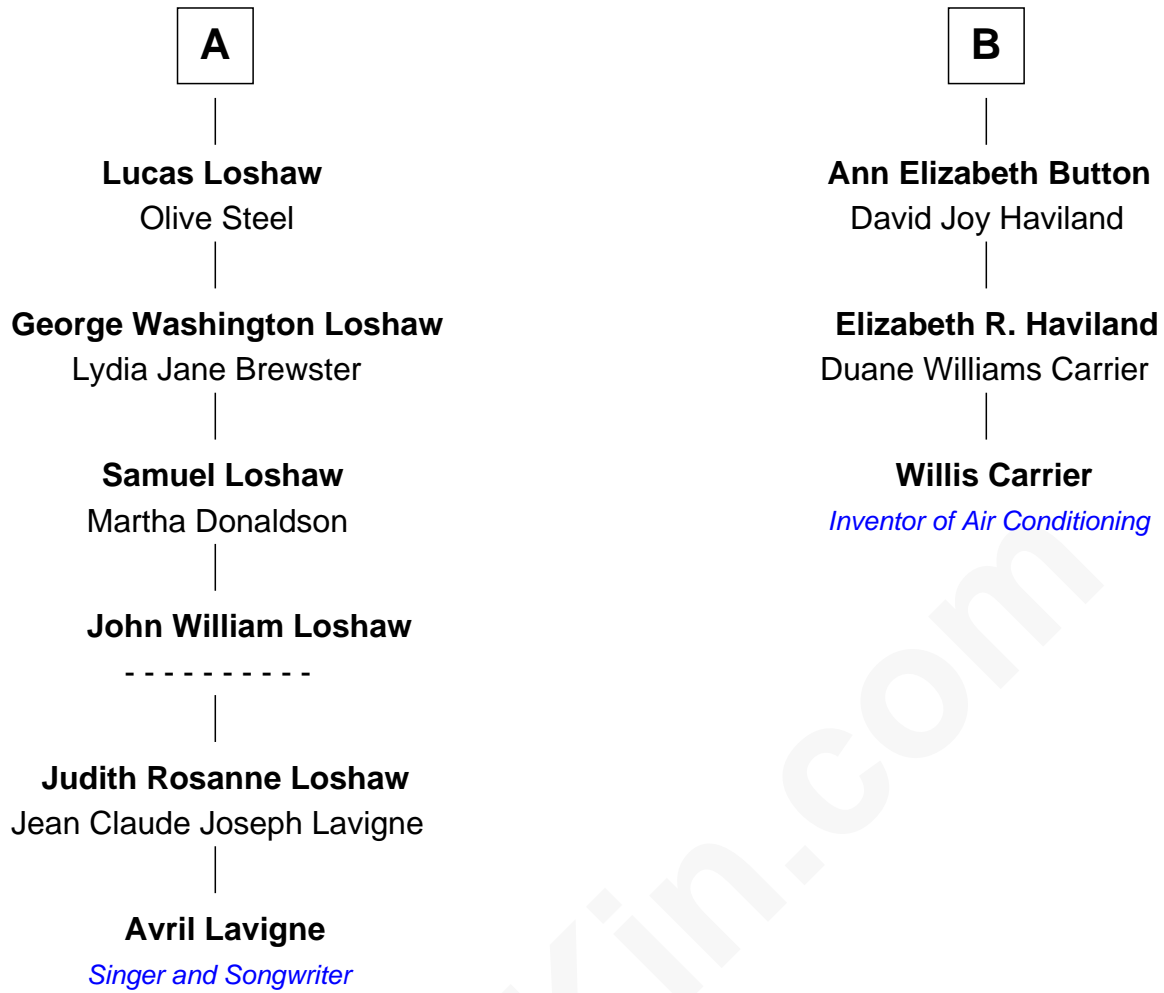 A
Lucas Loshaw
Olive Steel
George Washington Loshaw
Lydia Jane Brewster
Samuel Loshaw
Martha Donaldson
John William Loshaw
- - - - - - - - - -
Judith Rosanne Loshaw
Jean Claude Joseph Lavigne
Avril Lavigne
Singer and Songwriter
B
Ann Elizabeth Button
David Joy Haviland
Elizabeth R. Haviland
Duane Williams Carrier
Willis Carrier
Inventor of Air Conditioning
kin.com